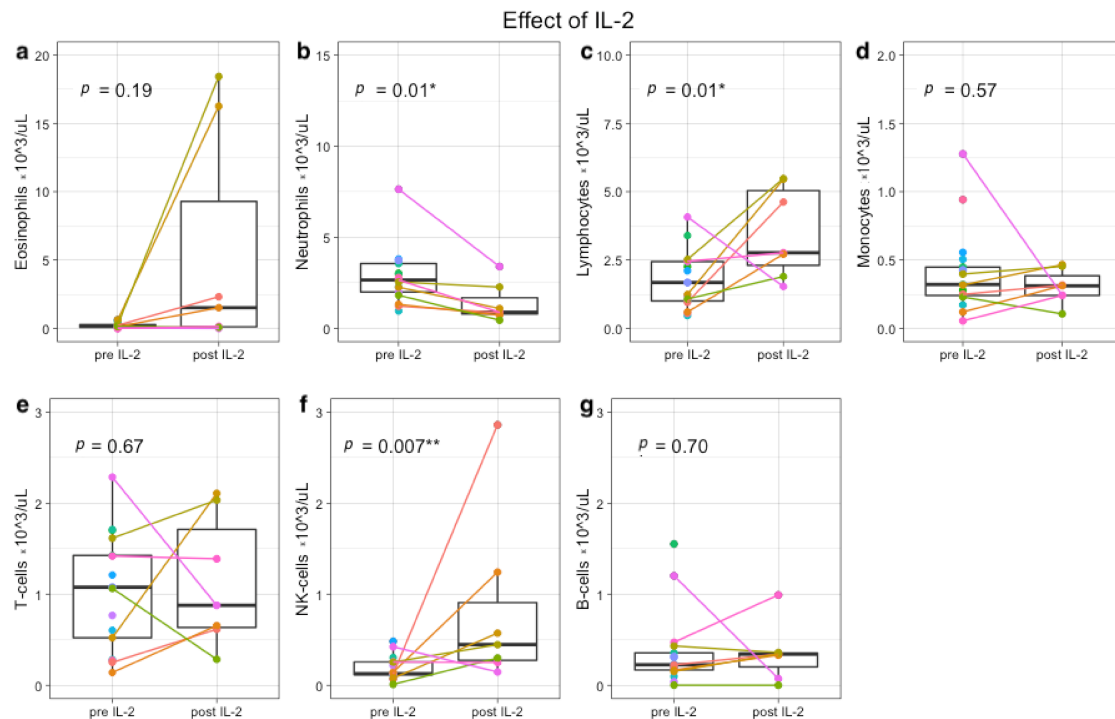 Effect of IL-2
a
Eosinophils ×10^3/uL
20
15
10
5
0
p = 0.19
pre IL-2 post IL-2
b
Neutrophils ×10^3/uL
15
10
5
0
p = 0.01*
pre IL-2 post IL-2
c
Lymphocytes ×10^3/uL
10.0
7.5
5.0
2.5
0.0
p = 0.01*
pre IL-2 post IL-2
d
Monocytes ×10^3/uL
2.0
1.5
1.0
0.5
0.0
p = 0.57
pre IL-2 post IL-2
e
T-cells ×10^3/uL
3
2
1
0
p = 0.67
pre IL-2 post IL-2
f
NK-cells ×10^3/uL
3
2
1
0
p = 0.007**
pre IL-2 post IL-2
g
B-cells ×10^3/uL
3
2
1
0
p = 0.70
pre IL-2 post IL-2